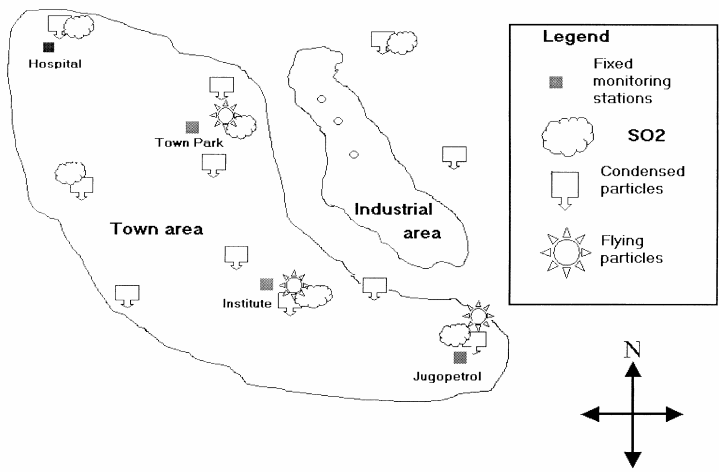 Hospital
Town Park
Town area
Industrial
area
Institute
Jugopetrol
Legend
Fixed
monitoring
stations
SO2
Condensed
particles
Flying
particles
N